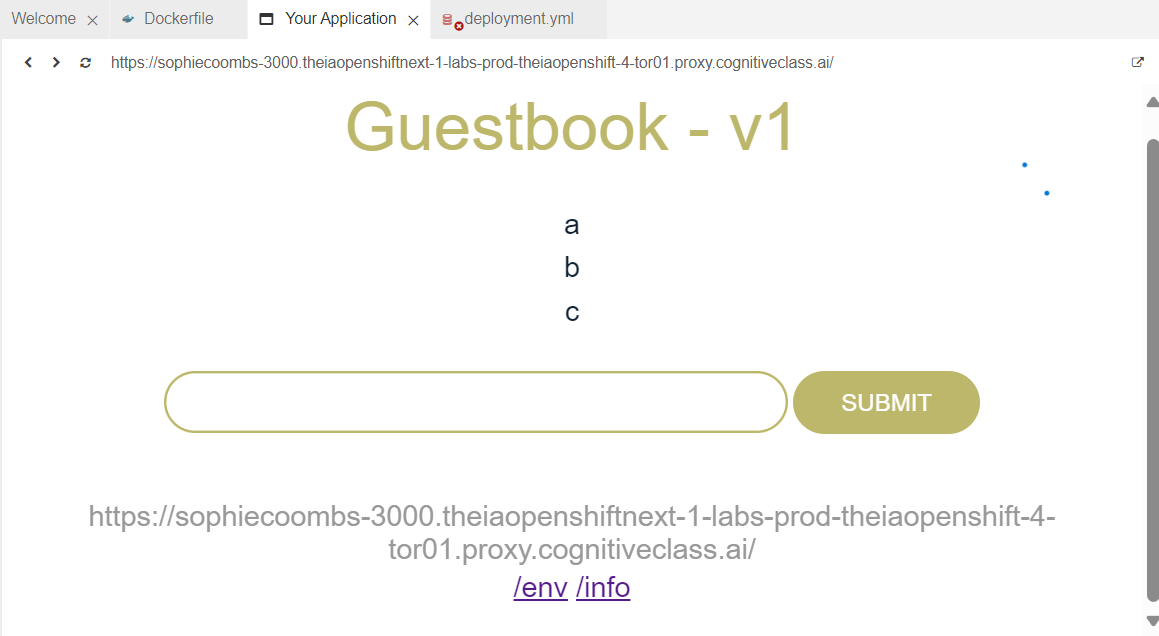 Welcome Dockerfile Your Application deployment.yml
https://sophiecoombs-3000.theiaopenshiftnext-1-labs-prod-theiaopenshift-4-tor01.proxy.cognitiveclass.ai/
Guestbook - v1
a
b
c
SUBMIT
https://sophiecoombs-3000.theiaopenshiftnext-1-labs-prod-theiaopenshift-4-
tor01.proxy.cognitiveclass.ai/
/env /info